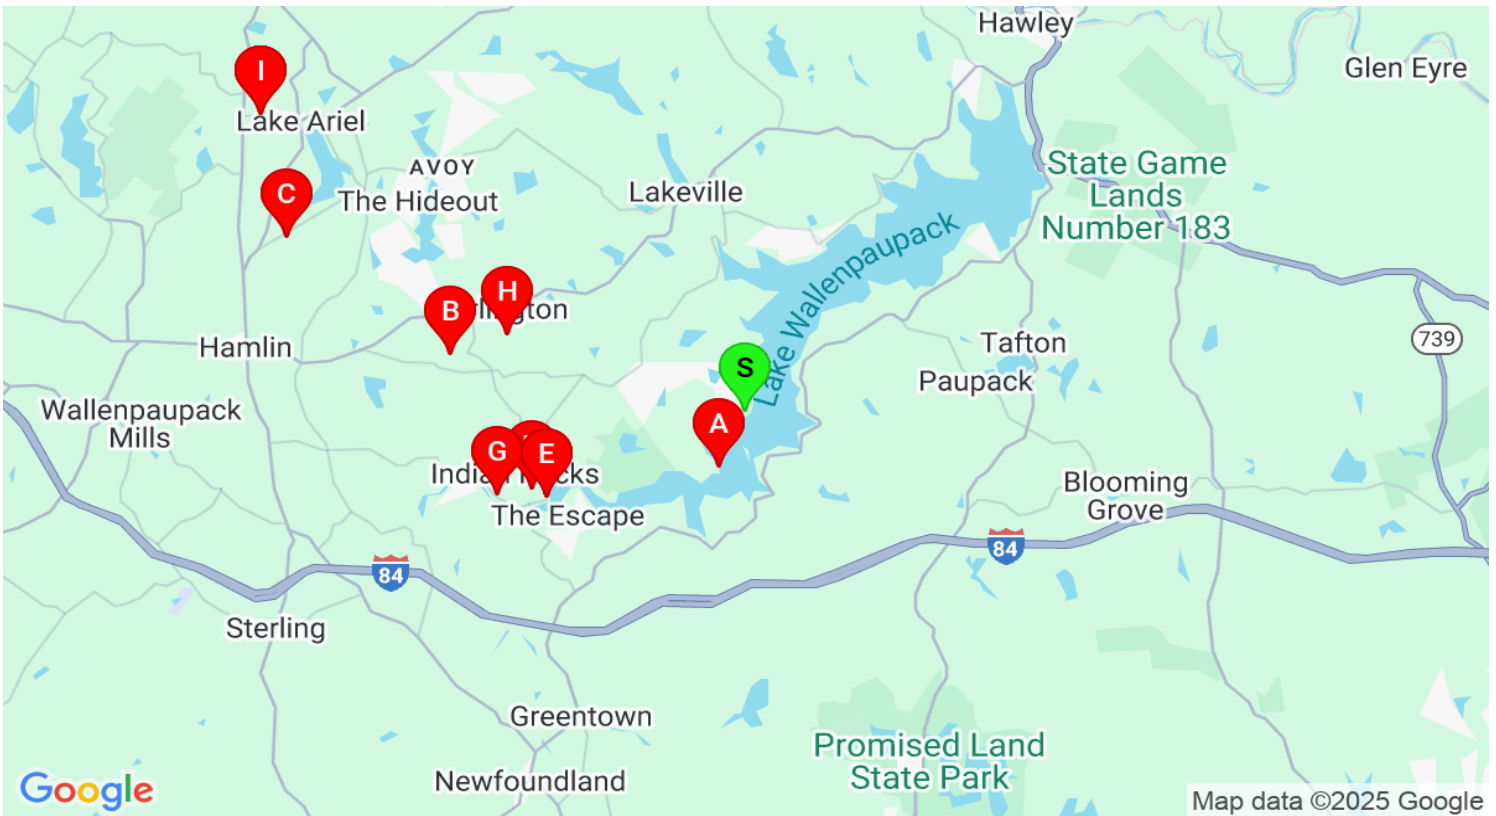 Hawley
Glen Eyre
I
Lake Ariel
AVOY
The Hideout
C
Lakeville
State Game
Lands
Number 183
Lake Wallenpaupack
H
B
Hamlin
Tafton
Paupack
739
S
A
Wallenpaupack
Mills
G
E
The Escape
Blooming
Grove
84
84
Sterling
Greentown
Newfoundland
Promised Land
State Park
Google
Map data ©2025 Google